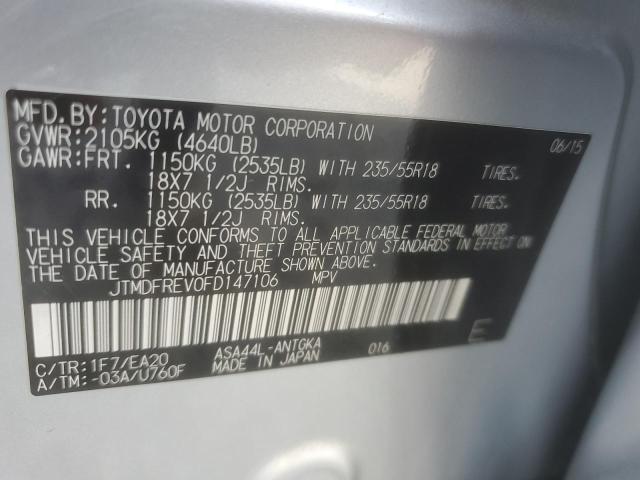 MFD.BY:TOYOTA MOTOR CORPORATION 06/15
GVWR:2105KG (4640LB)
GAWR:FRT. 1150KG (2535LB) WITH 235/55R18 TIRES.
18X7 1/2J RIMS.
RR. 1150KG (2535LB) WITH 235/55R18 TIRES.
18X7 1/2J RIMS.
THIS VEHICLE CONFORMS TO ALL APPLICABLE FEDERAL MOTOR
VEHICLE SAFETY AND THEFT PREVENTION STANDARDS IN EFFECT ON
THE DATE OF MANUFACTURE SHOWN ABOVE.
JTMDFREV0FD147106 MPV
E
C/TR:1F7/EA20 ASA44L-ANTGKA 016
A/TM:-03A/U760F MADE IN JAPAN